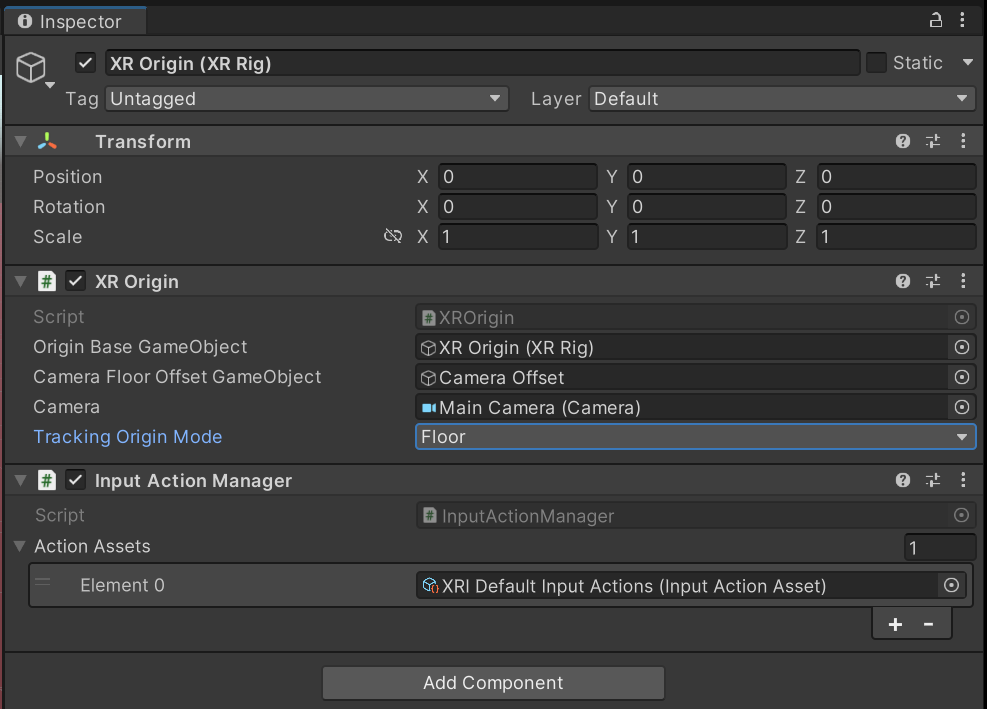 Inspector
XR Origin (XR Rig) Static
Tag Untagged Layer Default
Transform
Position X 0 Y 0 Z 0
Rotation X 0 Y 0 Z 0
Scale X 1 Y 1 Z 1
# XR Origin
Script # XROrigin
Origin Base GameObject XR Origin (XR Rig)
Camera Floor Offset GameObject Camera Offset
Camera Main Camera (Camera)
Tracking Origin Mode Floor
# Input Action Manager
Script # InputActionManager
Action Assets 1
Element 0 XRI Default Input Actions (Input Action Asset)
+ -
Add Component